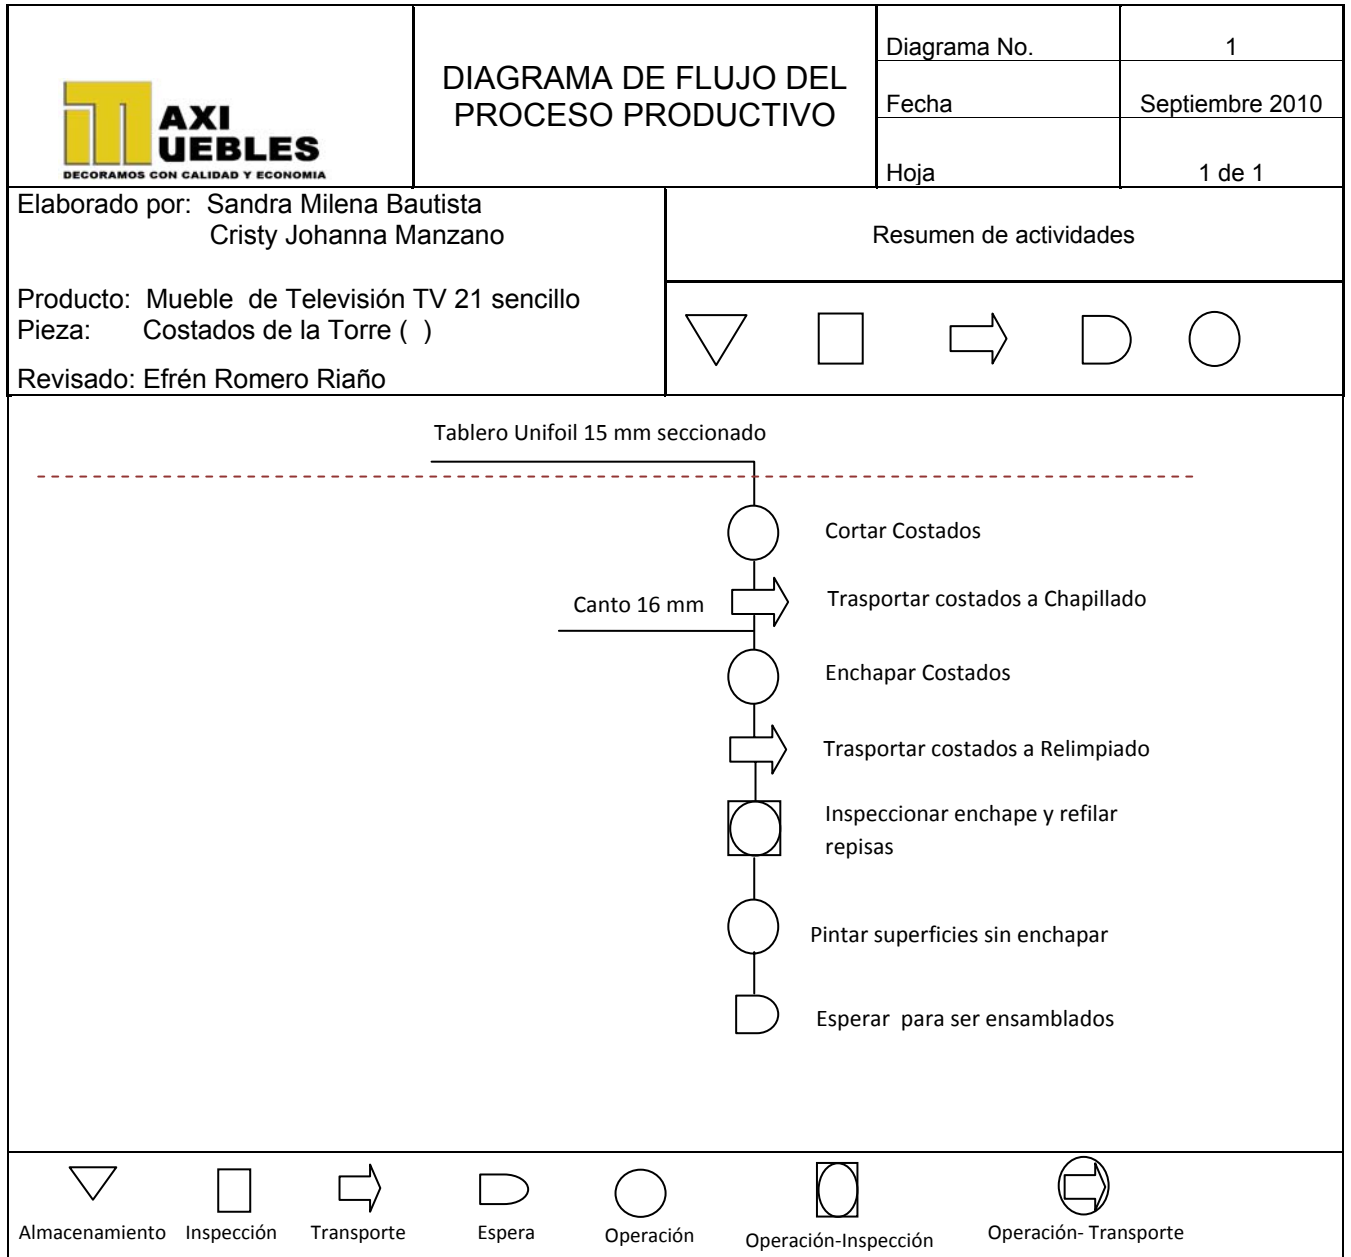 AXI
UEBLES
DECORAMOS CON CALIDAD Y ECONOMIA
DIAGRAMA DE FLUJO DEL
PROCESO PRODUCTIVO
Diagrama No. 1
Fecha Septiembre 2010
Hoja 1 de 1
Elaborado por: Sandra Milena Bautista
Cristy Johanna Manzano
Producto: Mueble de Televisión TV 21 sencillo
Pieza: Costados de la Torre ( )
Revisado: Efrén Romero Riaño
Resumen de actividades
Tablero Unifoil 15 mm seccionado
Cortar Costados
Canto 16 mm
Trasportar costados a Chapillado
Enchapar Costados
Trasportar costados a Relimpiado
Inspeccionar enchape y refilar
repisas
Pintar superficies sin enchapar
Esperar para ser ensamblados
Almacenamiento
Inspección
Transporte
Espera
Operación
Operación-Inspección
Operación- Transporte